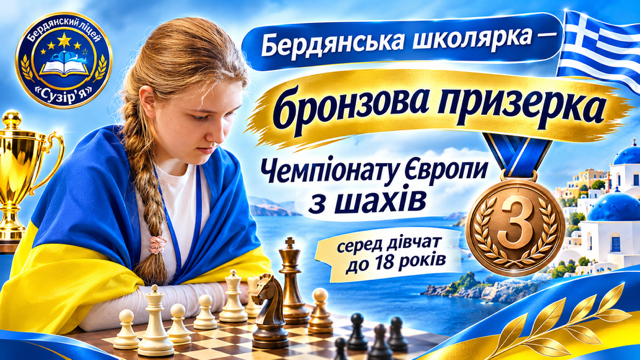 Бердянський ліцей
«Сузір'я»
Бердянська школярка –
бронзова призерка
Чемпіонату Європи
з шахів
3
серед дівчат
до 18 років